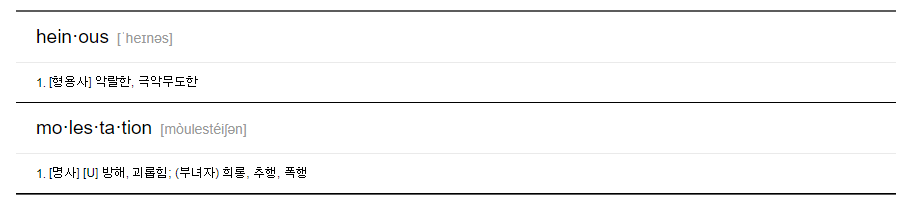 hein·ous [ˈheɪnəs]
1. [형용사] 악랄한, 극악무도한
mo·les·ta·tion [mòulestéiʃən]
1. [명사] [U] 방해, 괴롭힘; (부녀자) 희롱, 추행, 폭행